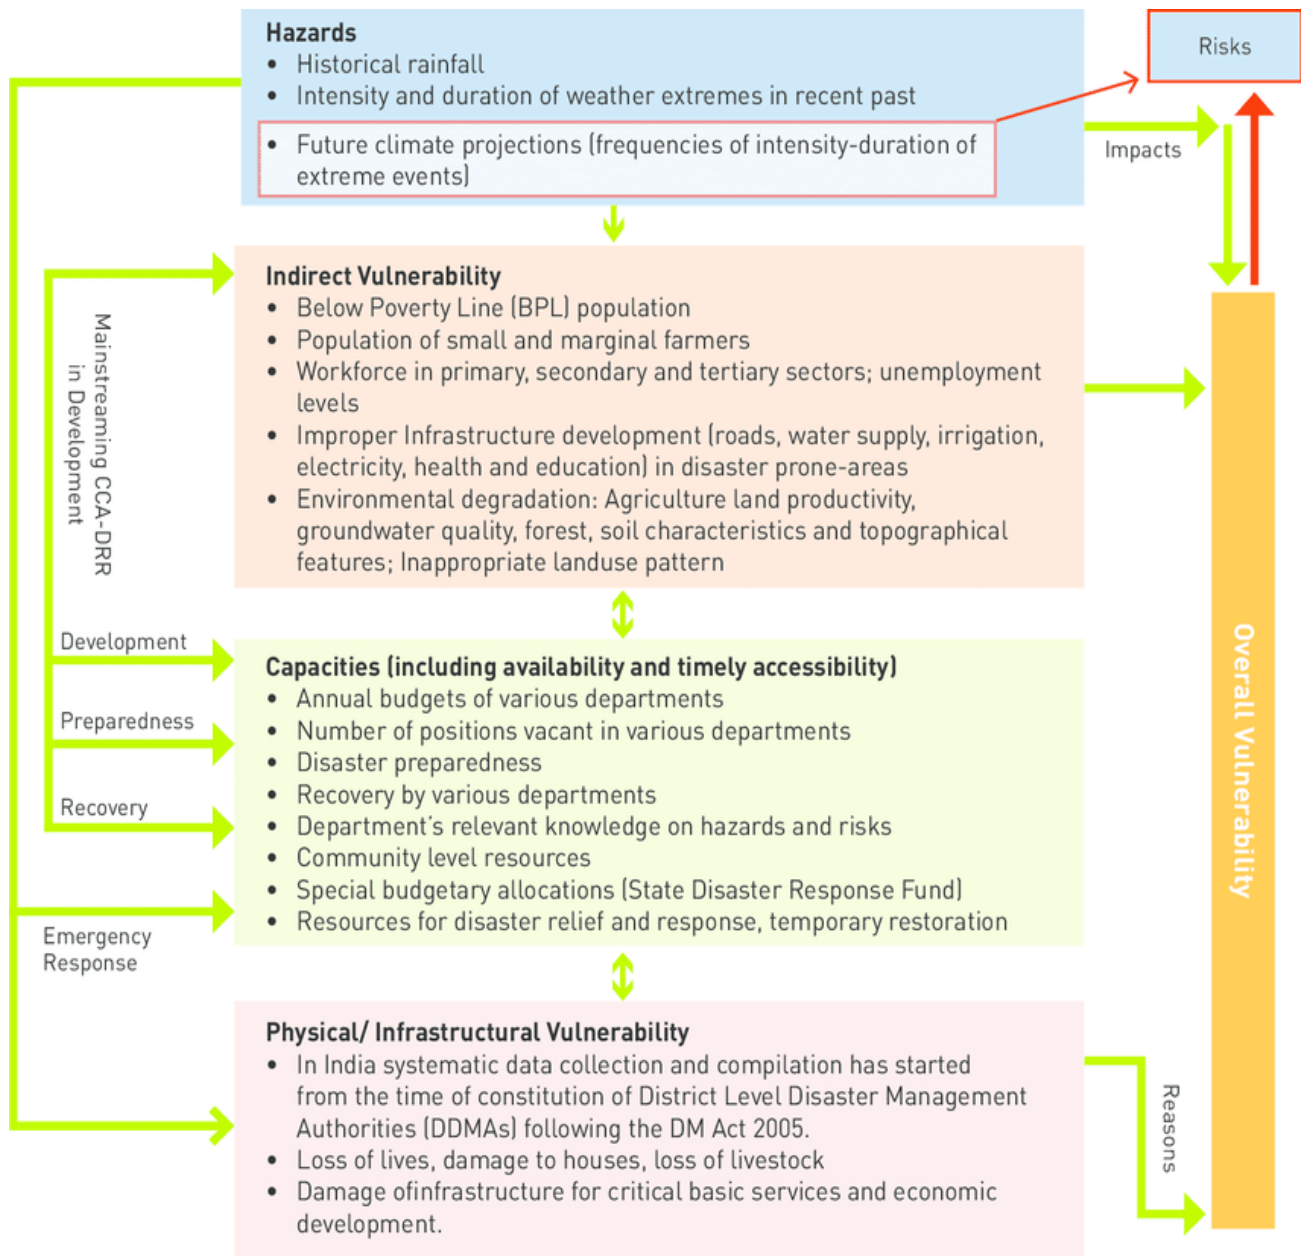 Hazards
• Historical rainfall
• Intensity and duration of weather extremes in recent past
• Future climate projections (frequencies of intensity-duration of
extreme events)
Risks
Impacts
Indirect Vulnerability
• Below Poverty Line (BPL) population
• Population of small and marginal farmers
• Workforce in primary, secondary and tertiary sectors; unemployment
levels
• Improper Infrastructure development (roads, water supply, irrigation,
electricity, health and education) in disaster prone-areas
• Environmental degradation: Agriculture land productivity,
groundwater quality, forest, soil characteristics and topographical
features; Inappropriate landuse pattern
Mainstreaming CCA-DRR
in Development
Development
Preparedness
Recovery
Emergency
Response
Capacities (including availability and timely accessibility)
• Annual budgets of various departments
• Number of positions vacant in various departments
• Disaster preparedness
• Recovery by various departments
• Department's relevant knowledge on hazards and risks
• Community level resources
• Special budgetary allocations (State Disaster Response Fund)
• Resources for disaster relief and response, temporary restoration
Overall Vulnerability
Physical/ Infrastructural Vulnerability
• In India systematic data collection and compilation has started
from the time of constitution of District Level Disaster Management
Authorities (DDMAs) following the DM Act 2005.
• Loss of lives, damage to houses, loss of livestock
• Damage ofinfrastructure for critical basic services and economic
development.
Reasons